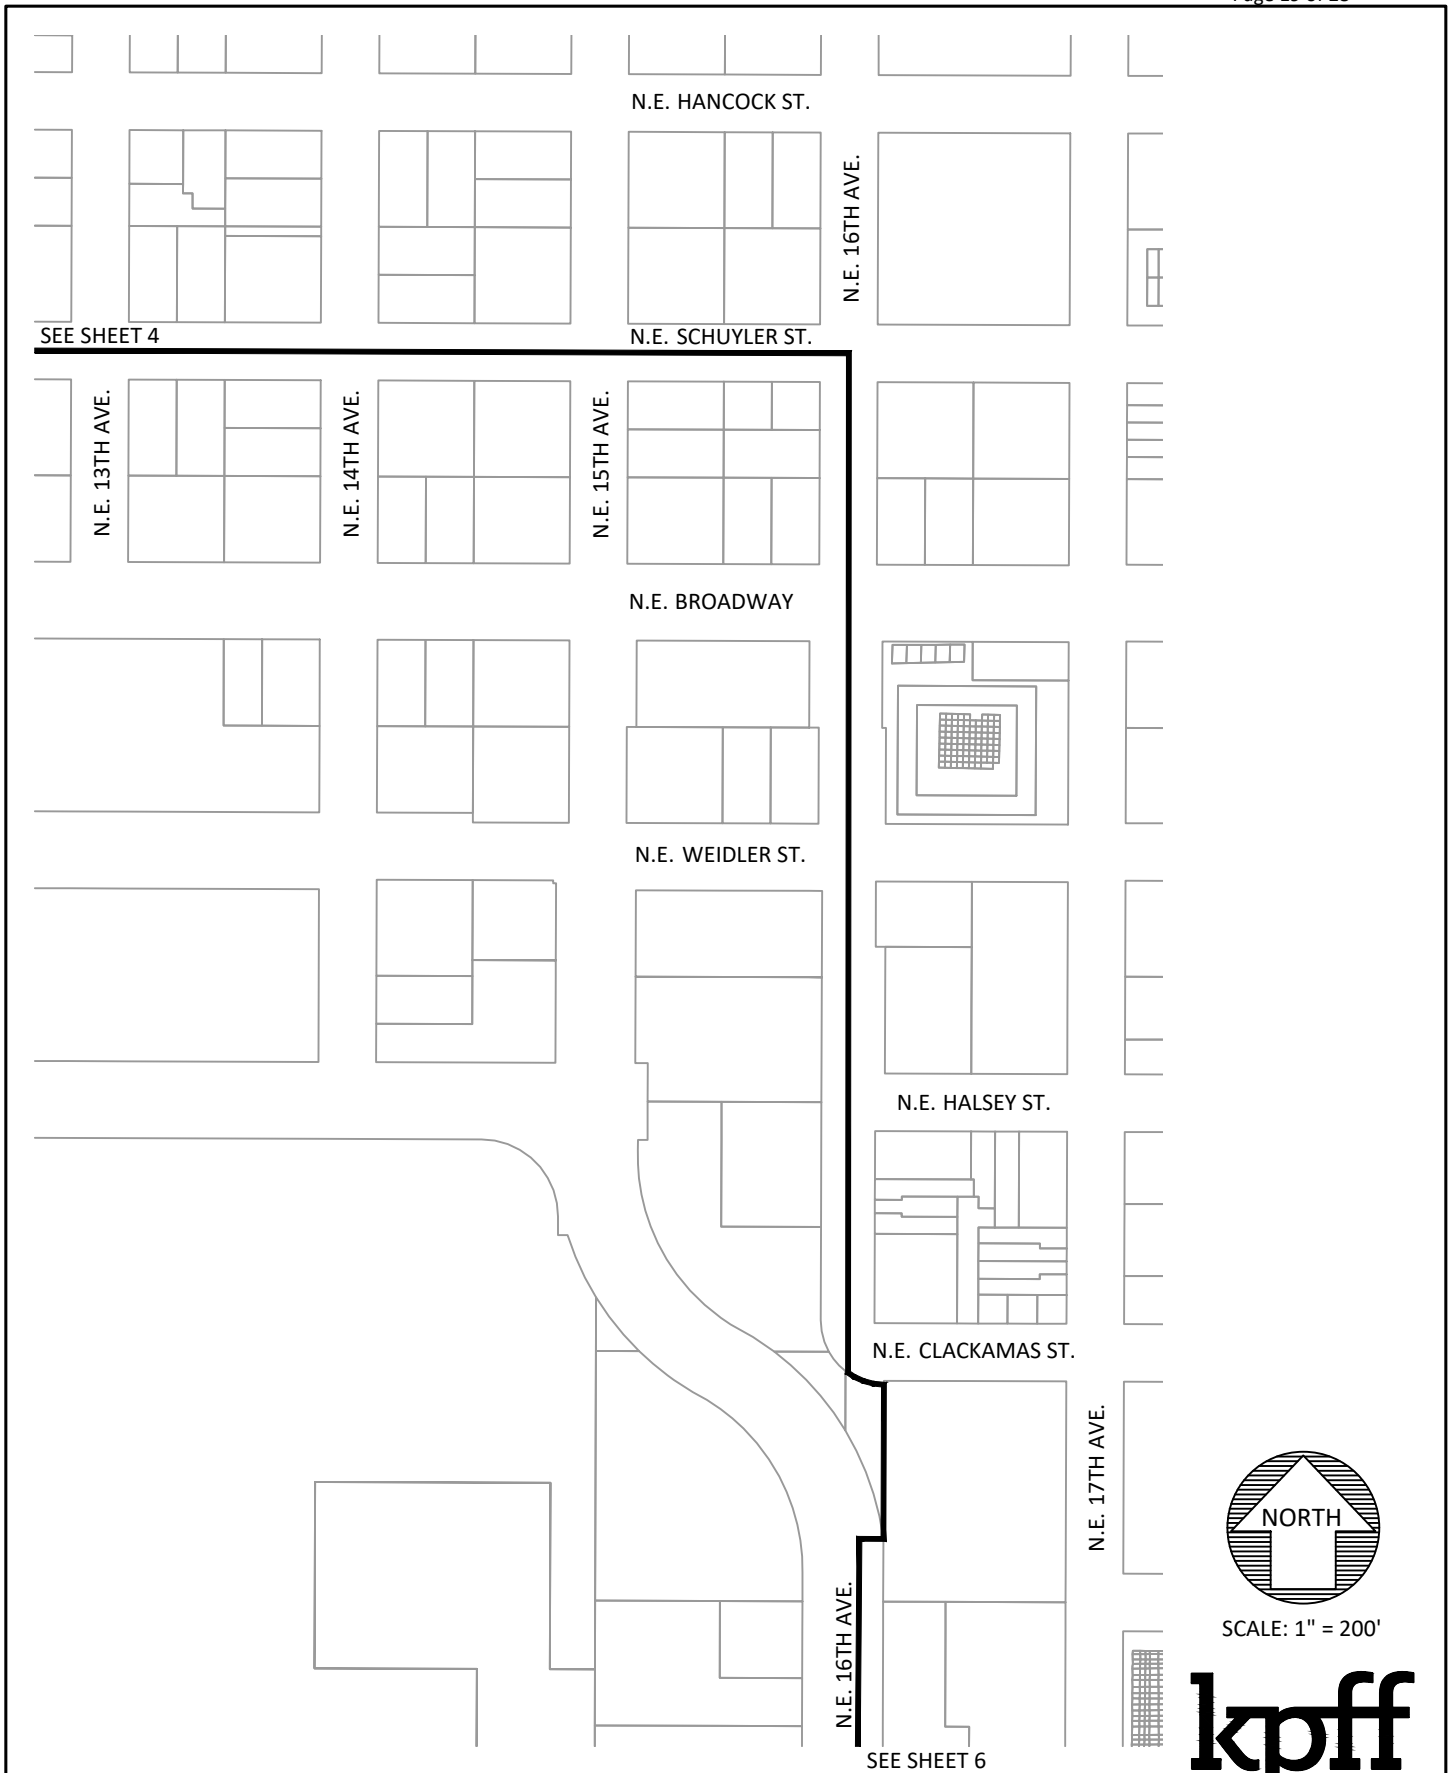 N.E. HANCOCK ST.
N.E. 16TH AVE.
SEE SHEET 4
N.E. SCHUYLER ST.
N.E. 13TH AVE.
N.E. 14TH AVE.
N.E. 15TH AVE.
N.E. BROADWAY
N.E. WEIDLER ST.
N.E. HALSEY ST.
N.E. CLACKAMAS ST.
N.E. 17TH AVE.
NORTH
N.E. 16TH AVE.
SCALE: 1" = 200'
kpff
SEE SHEET 6